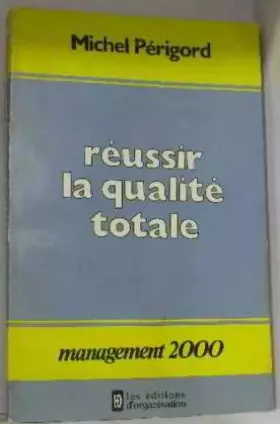 Michel Périgord
réussir
la qualité
totale
management 2000
les éditions
d'organisation